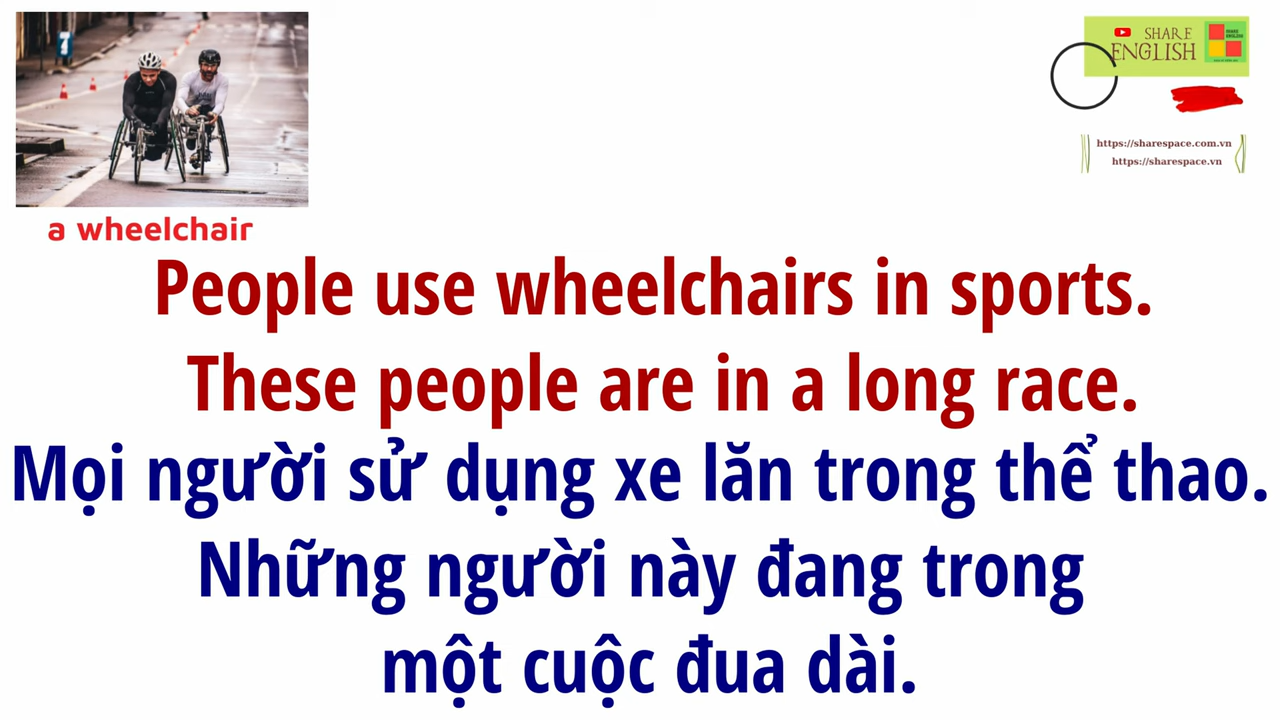 SHARE
ENGLISH
https://sharespace.com.vn
https://sharespace.vn
a wheelchair
People use wheelchairs in sports.
These people are in a long race.
Mọi người sử dụng xe lăn trong thể thao.
Những người này đang trong
một cuộc đua dài.